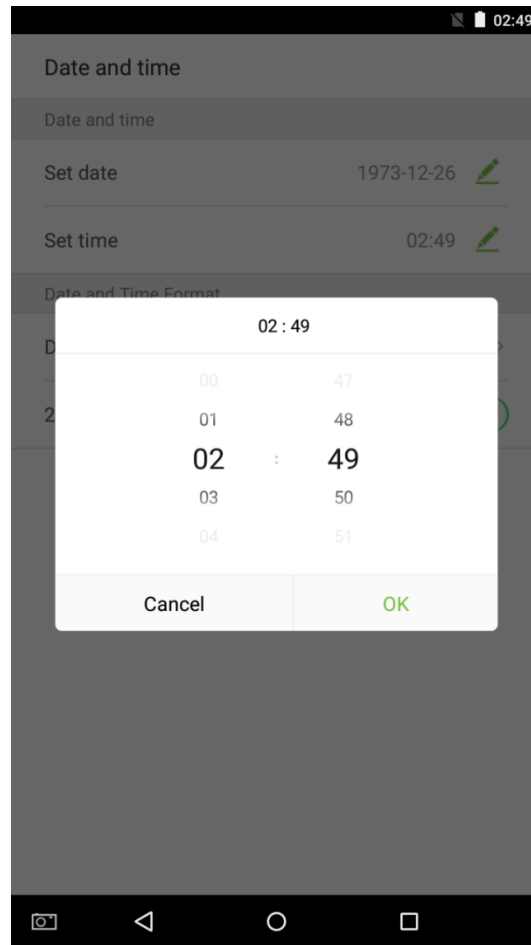 02:49
Date and time
Date and time
Set date 1973-12-26
Set time 02:49
Date and Time Format
02 : 49
00 47
D
01 48
2
02 : 49
03 50
04 51
Cancel OK